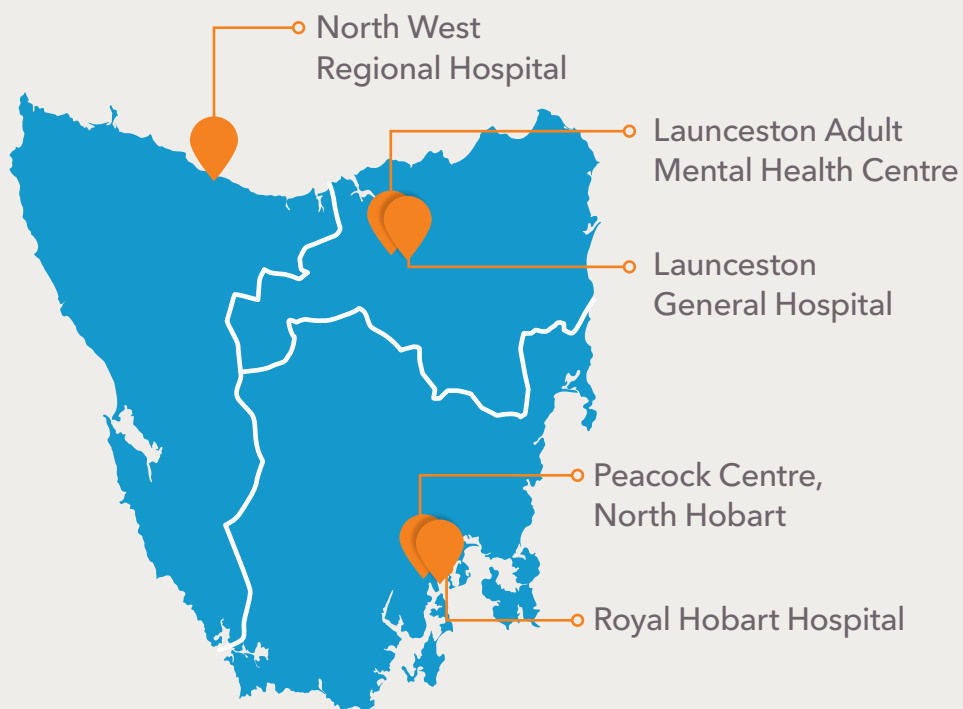 North West
Regional Hospital
Launceston Adult
Mental Health Centre
Launceston
General Hospital
Peacock Centre,
North Hobart
Royal Hobart Hospital